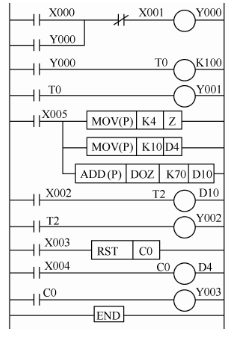 X000 X001 Y000
Y000
Y000 T0 K100
T0 Y001
X005 MOV(P) K4 Z
MOV(P) K10 D4
ADD(P) DOZ K70 D10
X002 T2 D10
T2 Y002
X003 RST C0
X004 C0 D4
C0 Y003
END